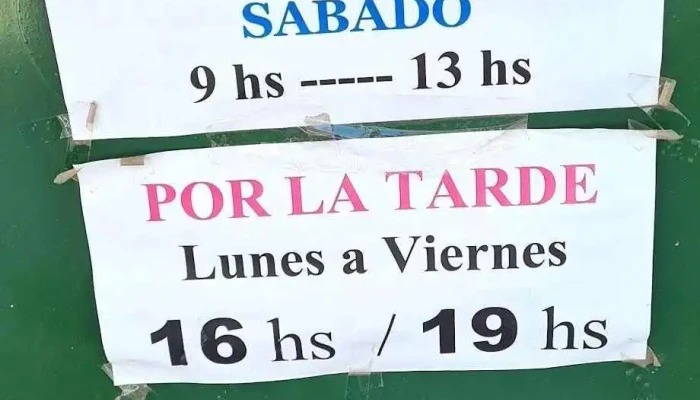 SABADO
9 hs ----- 13 hs
POR LA TARDE
Lunes a Viernes
16 hs / 19 hs